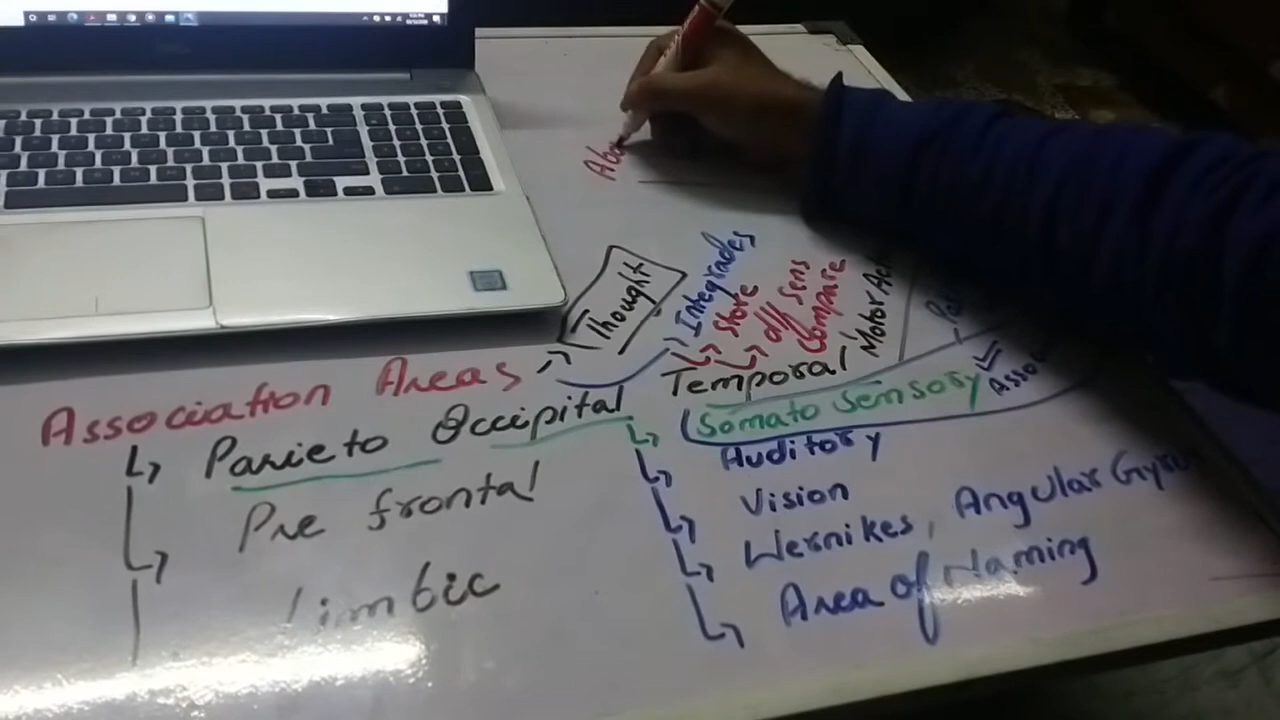 Thought
Integrades
Store
diff Sens
Compare
Association Areas
Parieto Occipital Temporal
Pre frontal
limbic
Somato Sensory
Auditory
Vision
Wernikes, Angular Gyrus
Area of Naming
Motor